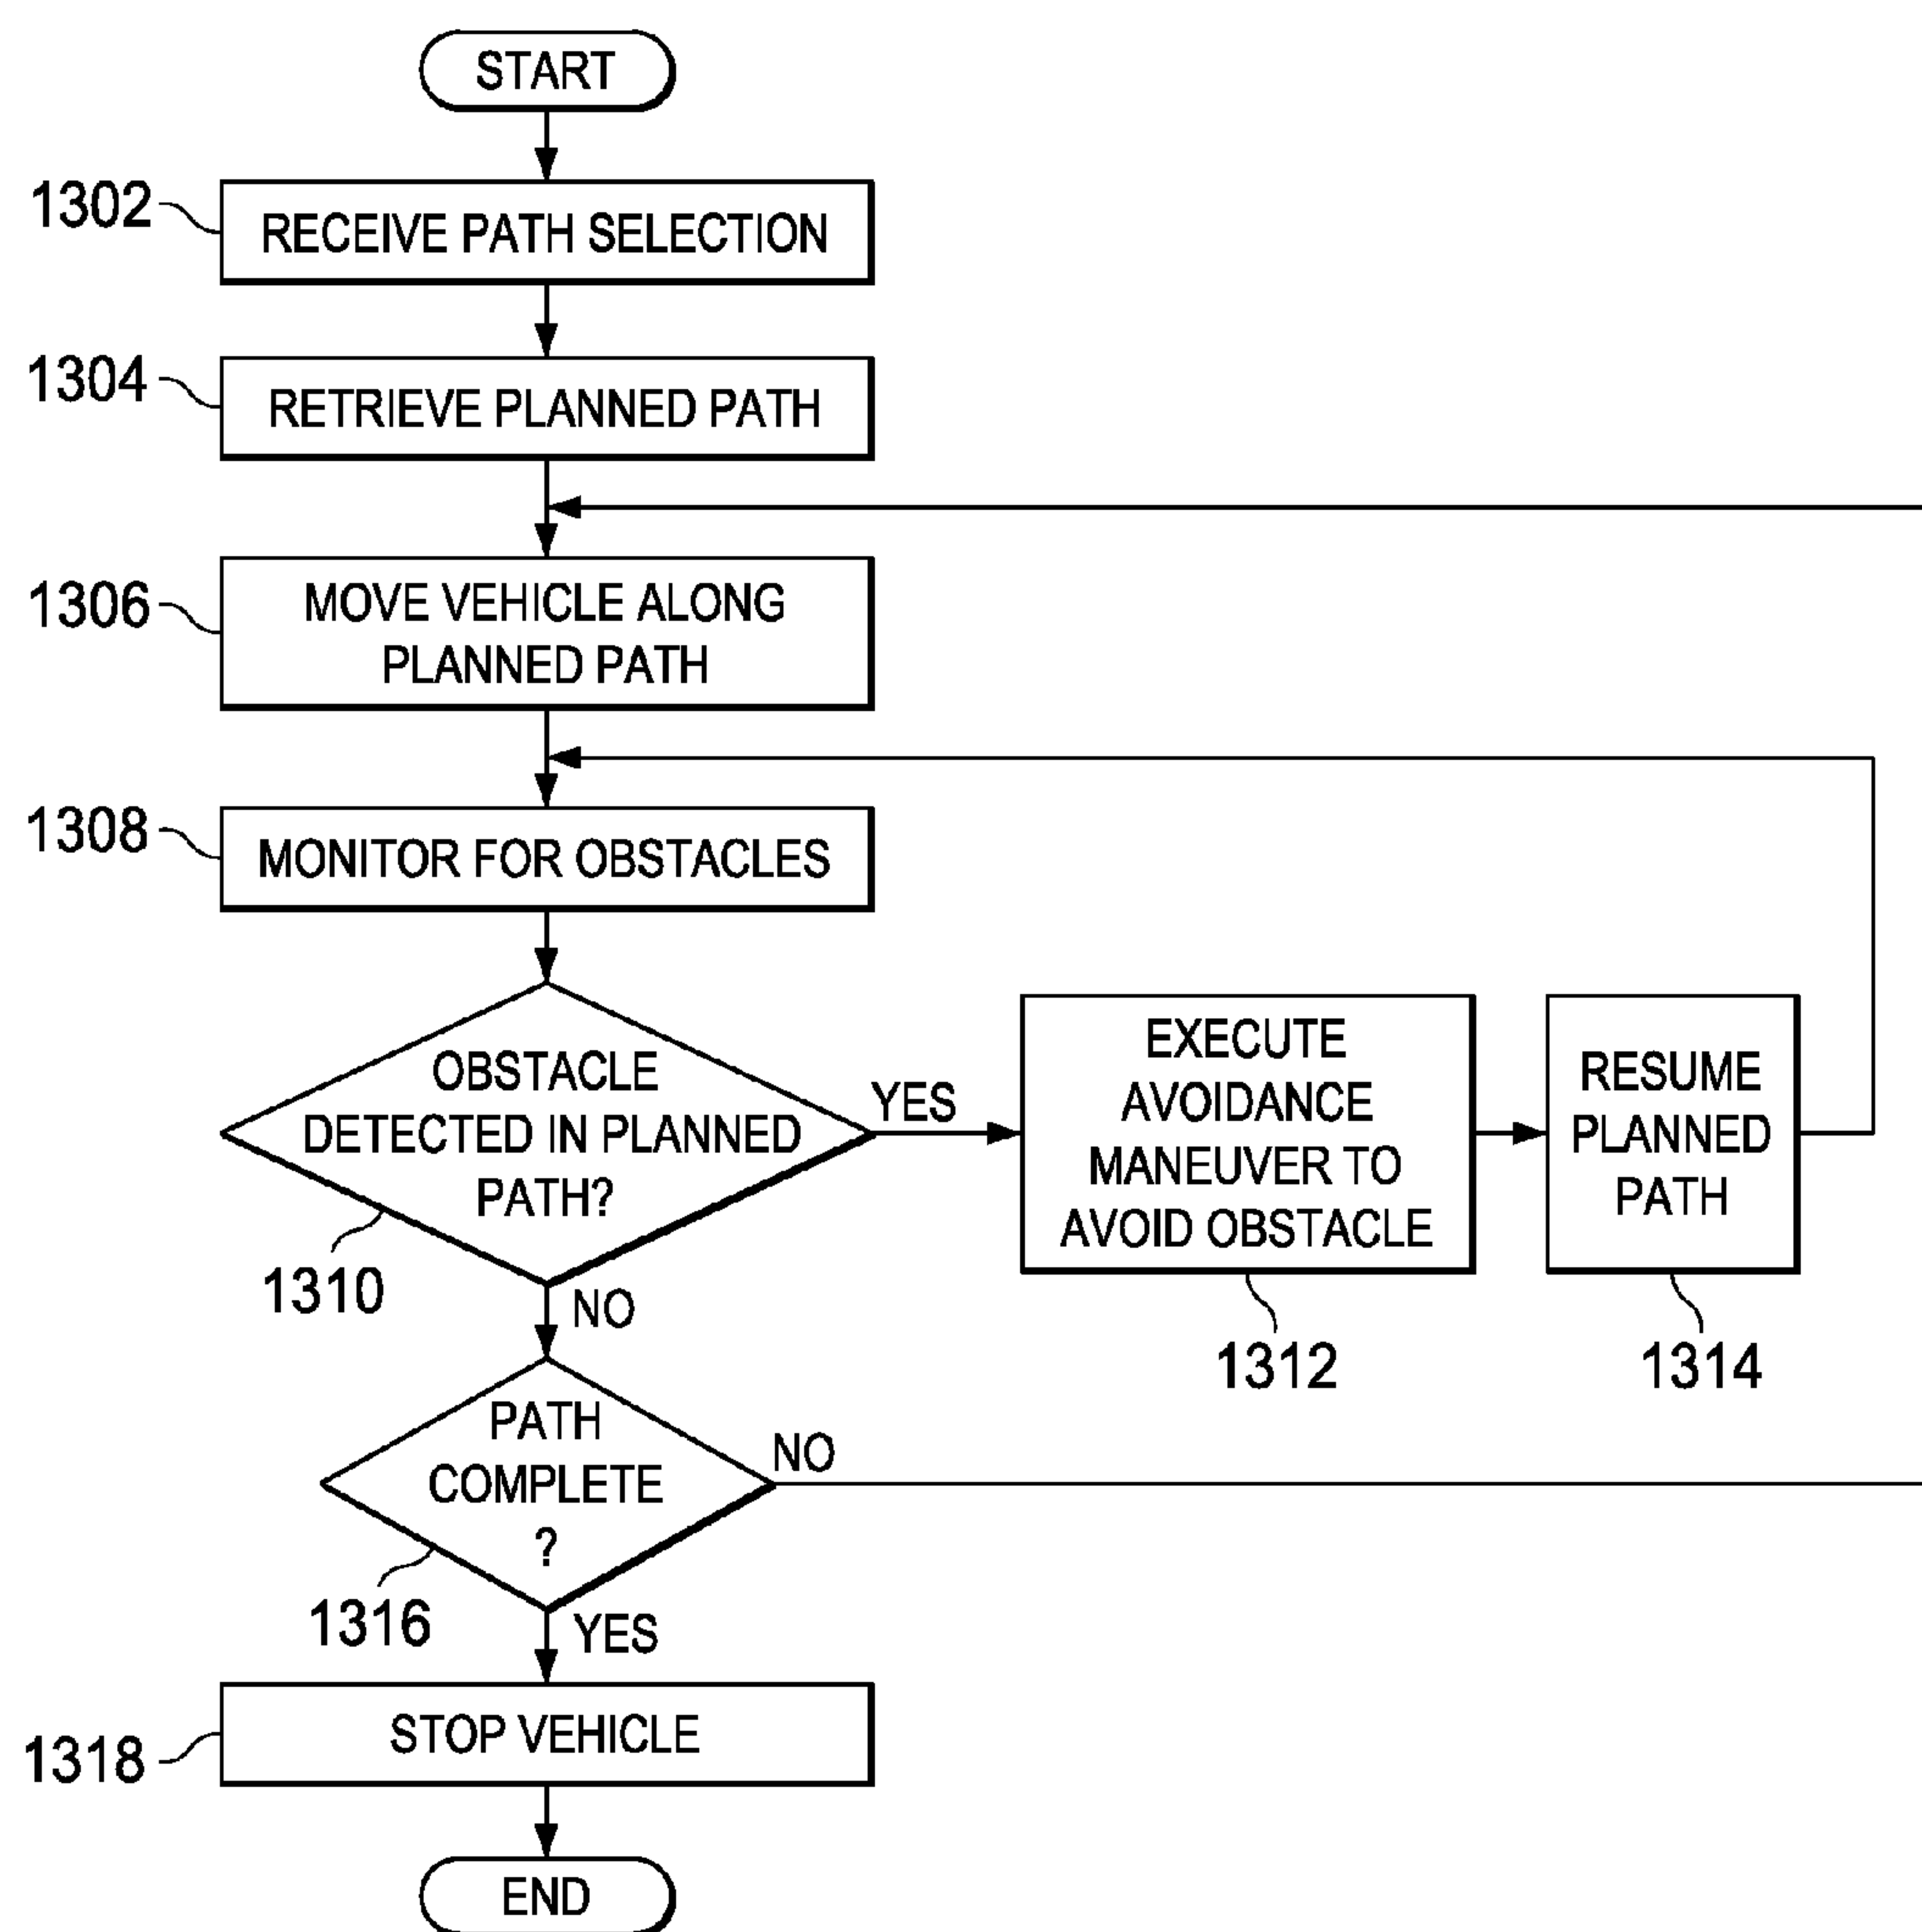 START
1302
RECEIVE PATH SELECTION
1304
RETRIEVE PLANNED PATH
1306
MOVE VEHICLE ALONG
PLANNED PATH
1308
MONITOR FOR OBSTACLES
OBSTACLE
DETECTED IN PLANNED
PATH?
1310
YES
EXECUTE
AVOIDANCE
MANEUVER TO
AVOID OBSTACLE
1312
RESUME
PLANNED
PATH
1314
NO
PATH
COMPLETE
?
1316
NO
YES
1318
STOP VEHICLE
END